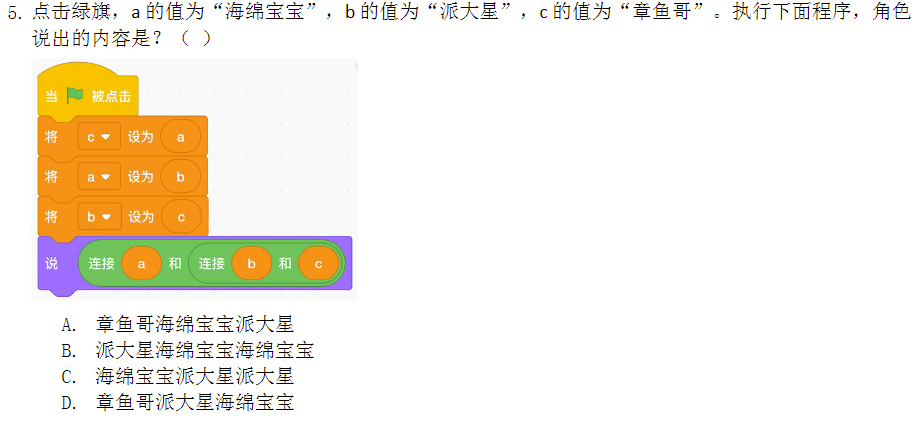 5. 点击绿旗，a 的值为“海绵宝宝”，b 的值为“派大星”，c 的值为“章鱼哥”。执行下面程序，角色
说出的内容是？（ ）
当 被点击
将 c 设为 a
将 a 设为 b
将 b 设为 c
说 连接 a 和 连接 b 和 c
A. 章鱼哥海绵宝宝派大星
B. 派大星海绵宝宝海绵宝宝
C. 海绵宝宝派大星派大星
D. 章鱼哥派大星海绵宝宝